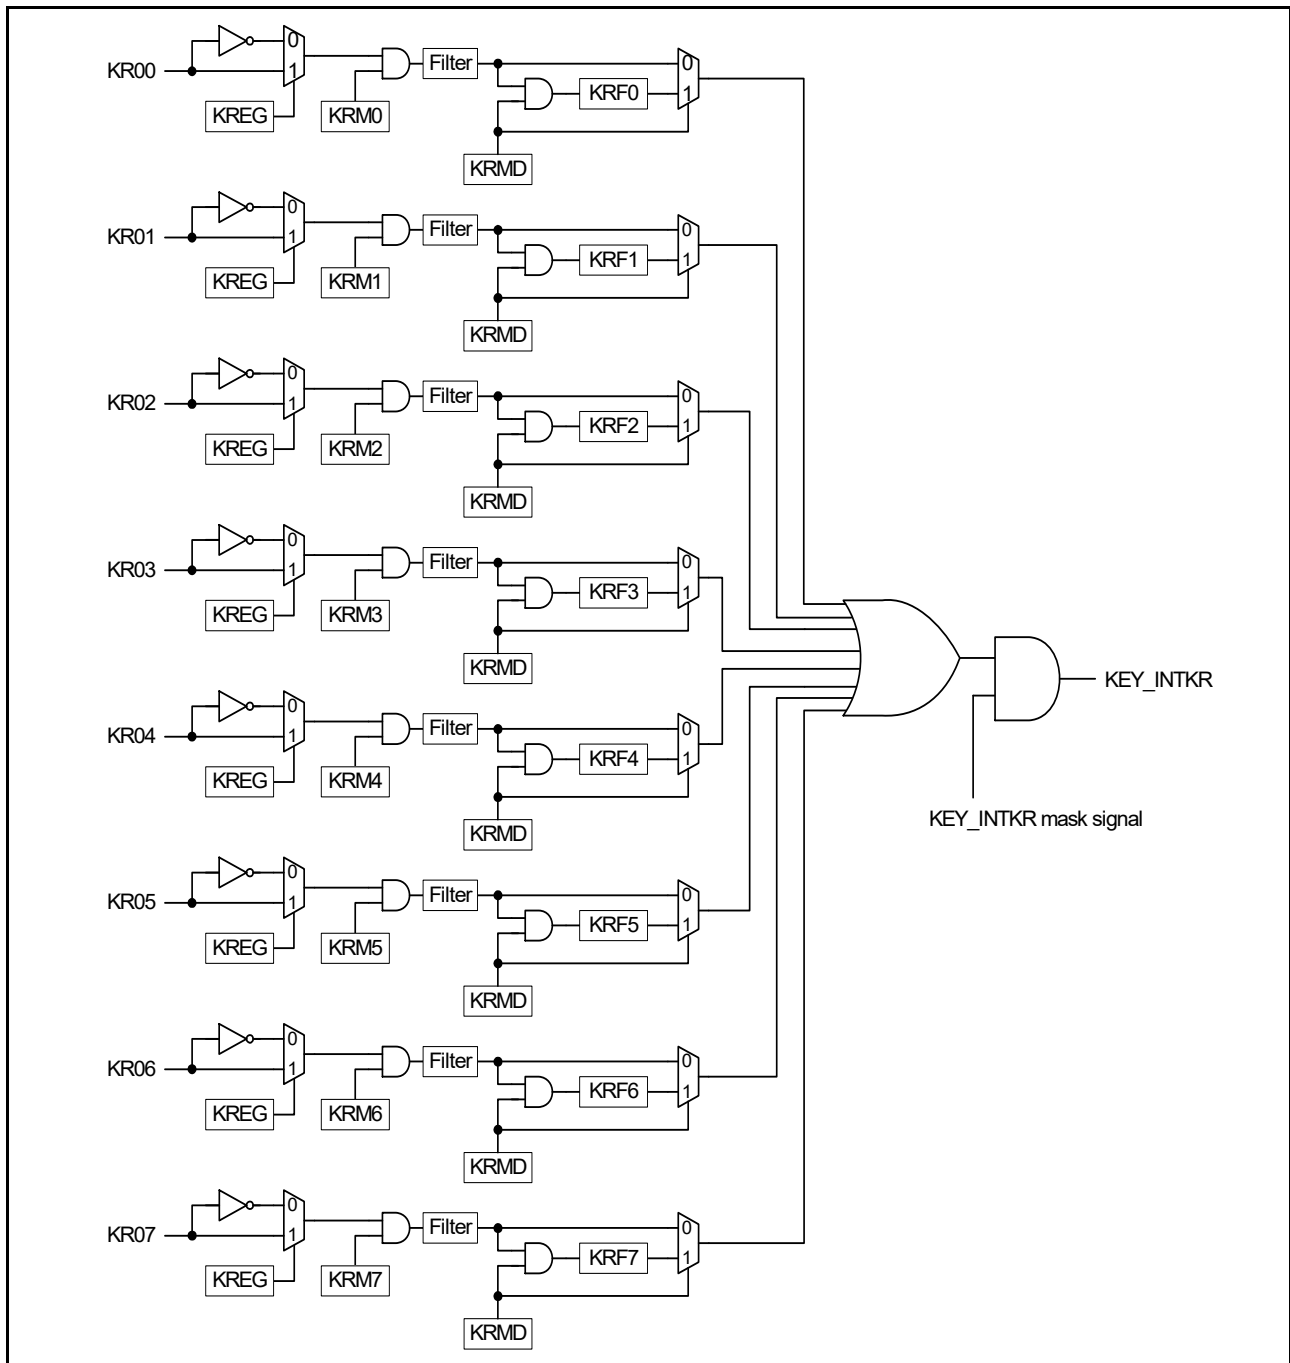 0
KR00
1
Filter
0
KREG
KRM0
KRF0
1
KRMD
0
KR01
1
Filter
0
KREG
KRM1
KRF1
1
KRMD
0
KR02
1
Filter
0
KREG
KRM2
KRF2
1
KRMD
0
KR03
1
Filter
0
KREG
KRM3
KRF3
1
KRMD
KEY_INTKR
0
KR04
1
Filter
0
KREG
KRM4
KRF4
1
KRMD
KEY_INTKR mask signal
0
KR05
1
Filter
0
KREG
KRM5
KRF5
1
KRMD
0
KR06
1
Filter
0
KREG
KRM6
KRF6
1
KRMD
0
KR07
1
Filter
0
KREG
KRM7
KRF7
1
KRMD